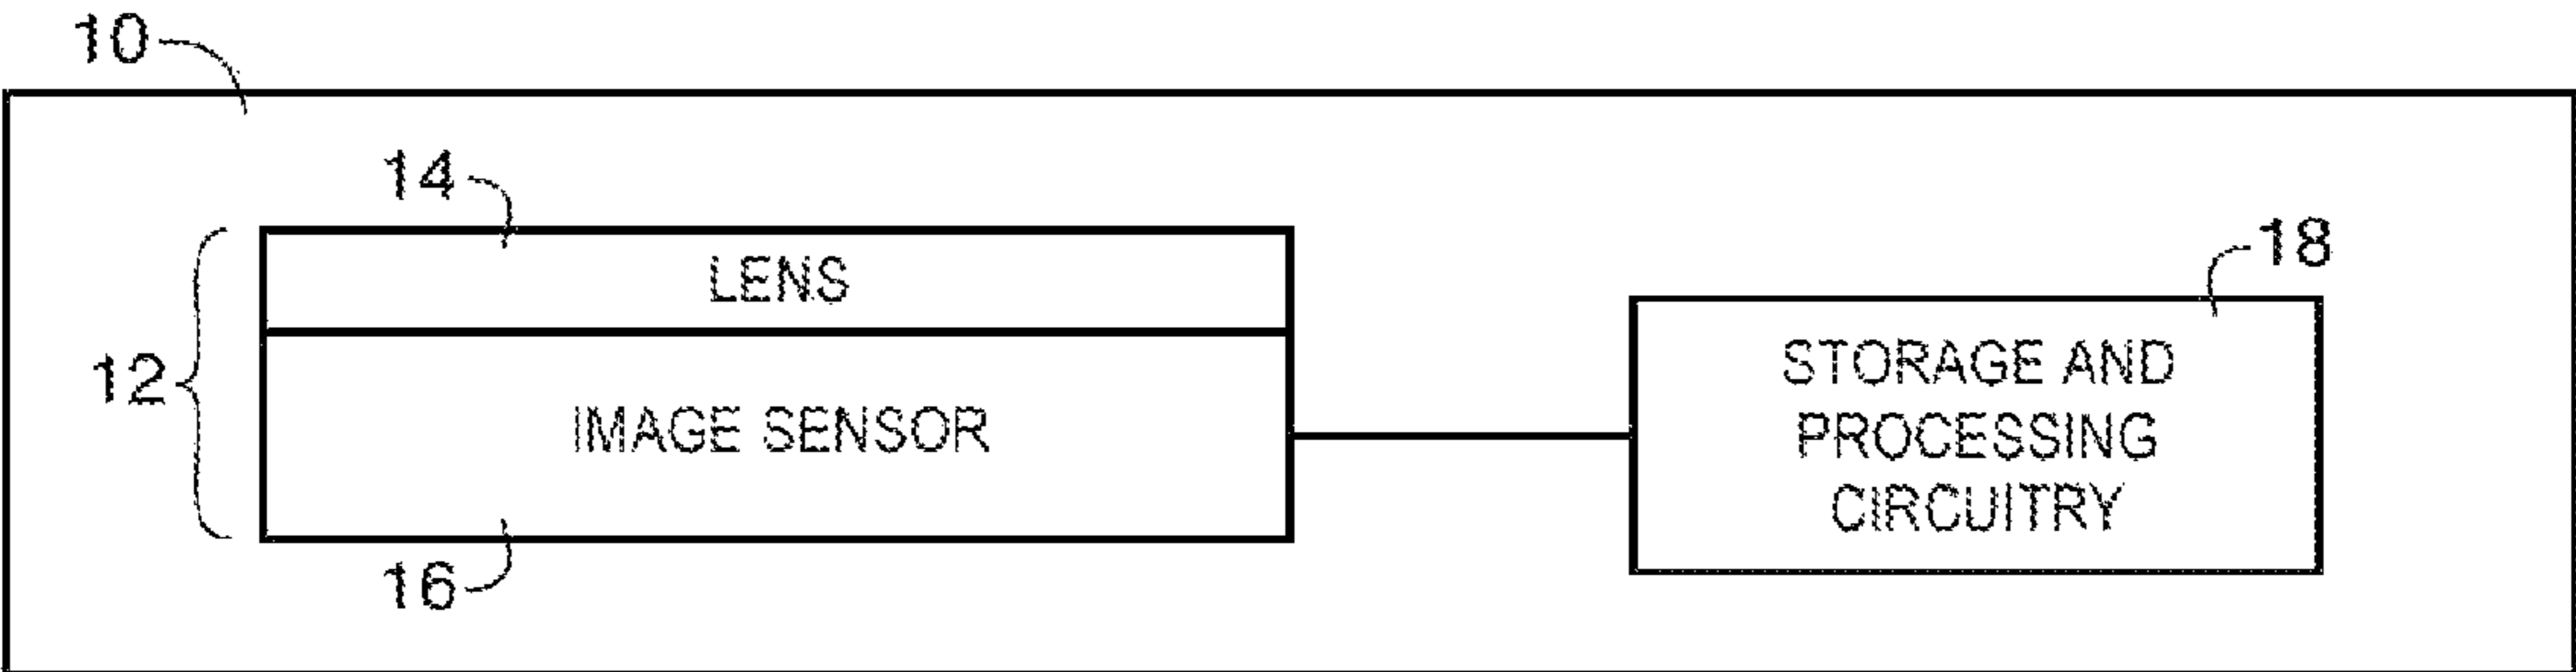 10
14
LENS
18
12
IMAGE SENSOR
STORAGE AND
PROCESSING
CIRCUITRY
16